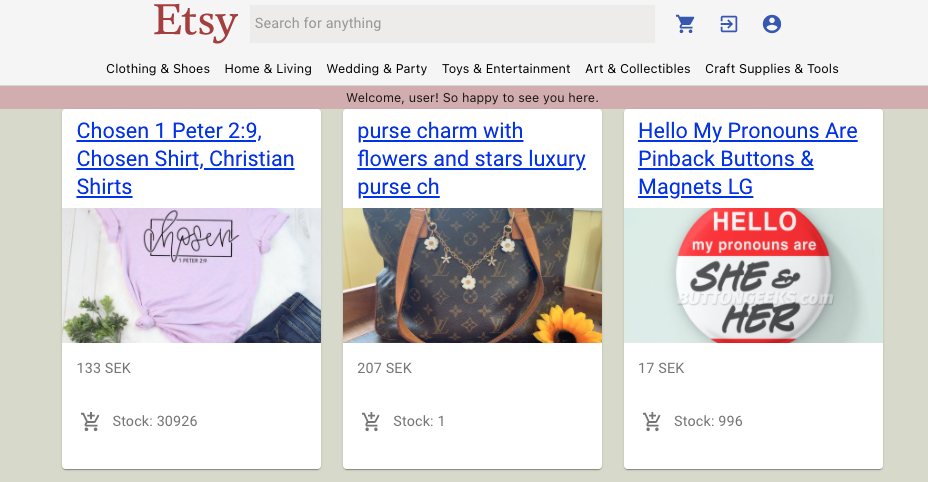 Etsy
Search for anything
Clothing & Shoes Home & Living Wedding & Party Toys & Entertainment Art & Collectibles Craft Supplies & Tools
Welcome, user! So happy to see you here.
Chosen 1 Peter 2:9,
Chosen Shirt, Christian
Shirts
chosen
1 PETER 2:9
133 SEK
Stock: 30926
purse charm with
flowers and stars luxury
purse ch
207 SEK
Stock: 1
Hello My Pronouns Are
Pinback Buttons &
Magnets LG
HELLO
my pronouns are
SHE &
BUTTONGEEKS.com
HER
17 SEK
Stock: 996